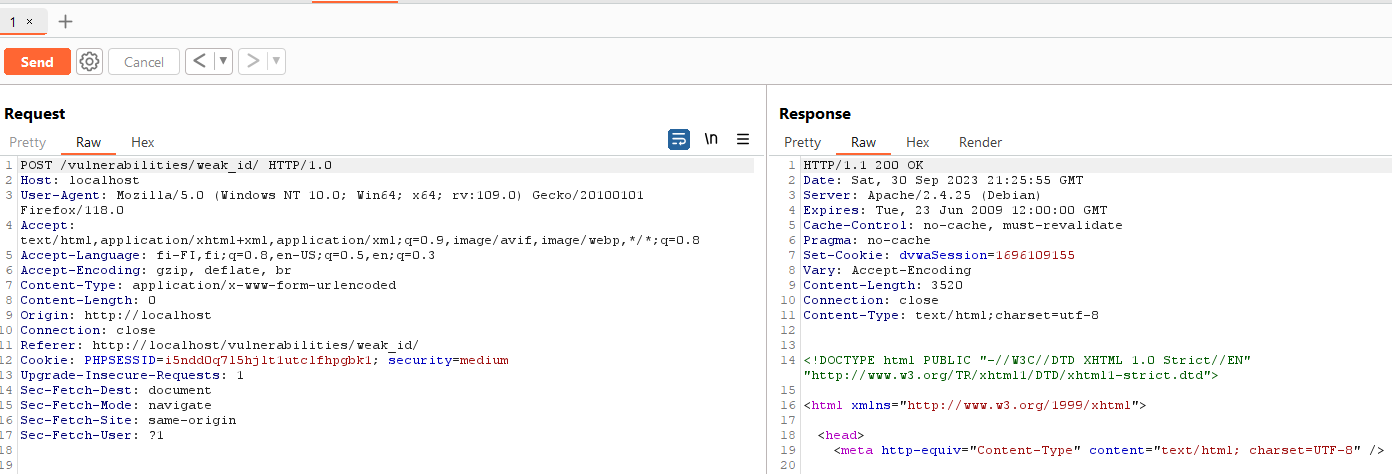 1 ×
Send
Cancel
Request
Pretty Raw Hex
\n
1 POST /vulnerabilities/weak_id/ HTTP/1.0
2 Host: localhost
3 User-Agent: Mozilla/5.0 (Windows NT 10.0; Win64; x64; rv:109.0) Gecko/20100101
Firefox/118.0
4 Accept:
text/html,application/xhtml+xml,application/xml;q=0.9,image/avif,image/webp,*/*;q=0.8
5 Accept-Language: fi-FI,fi;q=0.8,en-US;q=0.5,en;q=0.3
6 Accept-Encoding: gzip, deflate, br
7 Content-Type: application/x-www-form-urlencoded
8 Content-Length: 0
9 Origin: http://localhost
10 Connection: close
11 Referer: http://localhost/vulnerabilities/weak_id/
12 Cookie: PHPSESSID=i5ndd0q7l5hjlt1utclfhpgbk1; security=medium
13 Upgrade-Insecure-Requests: 1
14 Sec-Fetch-Dest: document
15 Sec-Fetch-Mode: navigate
16 Sec-Fetch-Site: same-origin
17 Sec-Fetch-User: ?1
18
19
Response
Pretty Raw Hex Render
1 HTTP/1.1 200 OK
2 Date: Sat, 30 Sep 2023 21:25:55 GMT
3 Server: Apache/2.4.25 (Debian)
4 Expires: Tue, 23 Jun 2009 12:00:00 GMT
5 Cache-Control: no-cache, must-revalidate
6 Pragma: no-cache
7 Set-Cookie: dvwaSession=1696109155
8 Vary: Accept-Encoding
9 Content-Length: 3520
10 Connection: close
11 Content-Type: text/html;charset=utf-8
12
13
14 <!DOCTYPE html PUBLIC "-//W3C//DTD XHTML 1.0 Strict//EN"
"http://www.w3.org/TR/xhtml1/DTD/xhtml1-strict.dtd">
15
16 <html xmlns="http://www.w3.org/1999/xhtml">
17
18 <head>
19 <meta http-equiv="Content-Type" content="text/html; charset=UTF-8" />
20